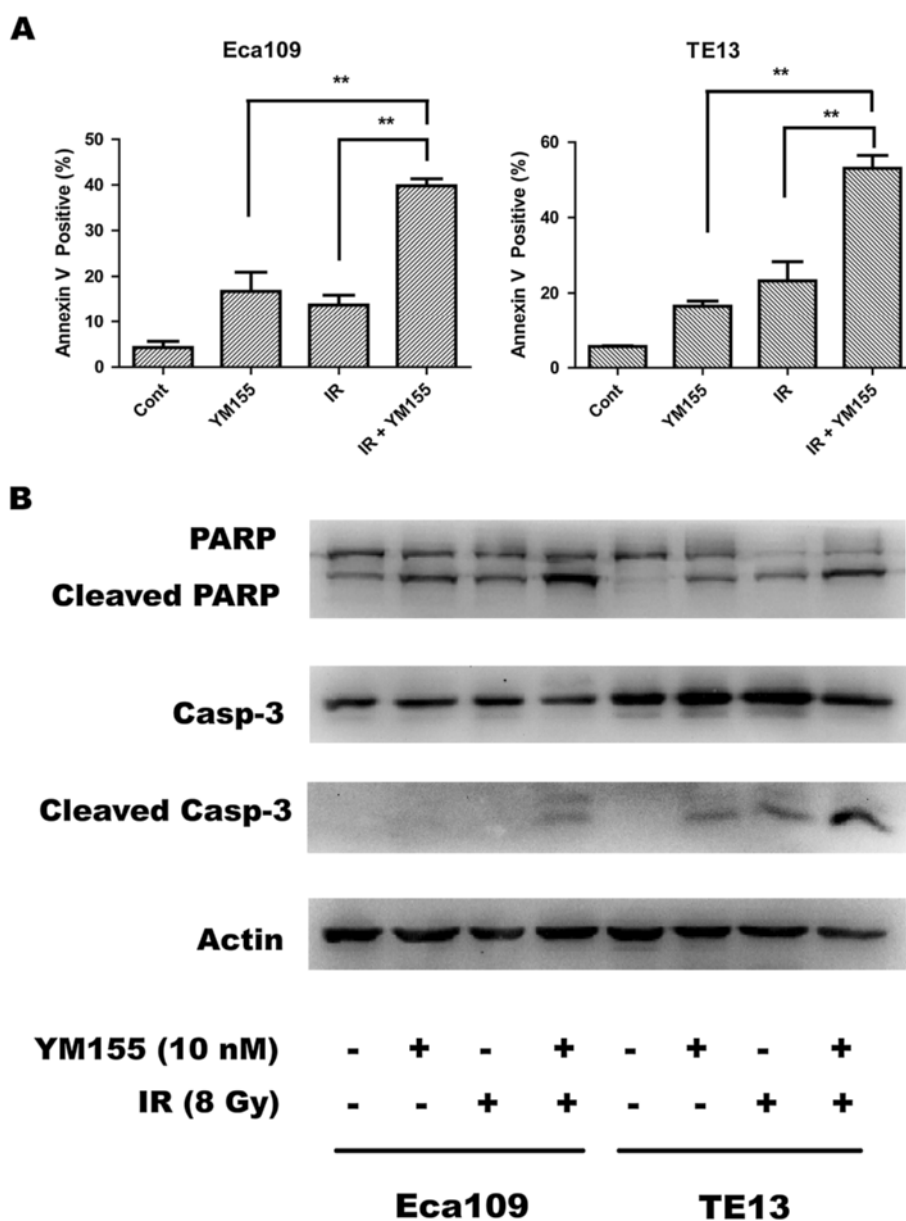 A
Eca109
**
**
Annexin V Positive (%)
50
40
30
20
10
0
Cont
YM155
IR
IR + YM155
TE13
**
**
Annexin V Positive (%)
60
40
20
0
Cont
YM155
IR
IR + YM155
B
PARP
Cleaved PARP
Casp-3
Cleaved Casp-3
Actin
YM155 (10 nM) - + - + - + - +
IR (8 Gy) - - + + - - + +
Eca109 TE13